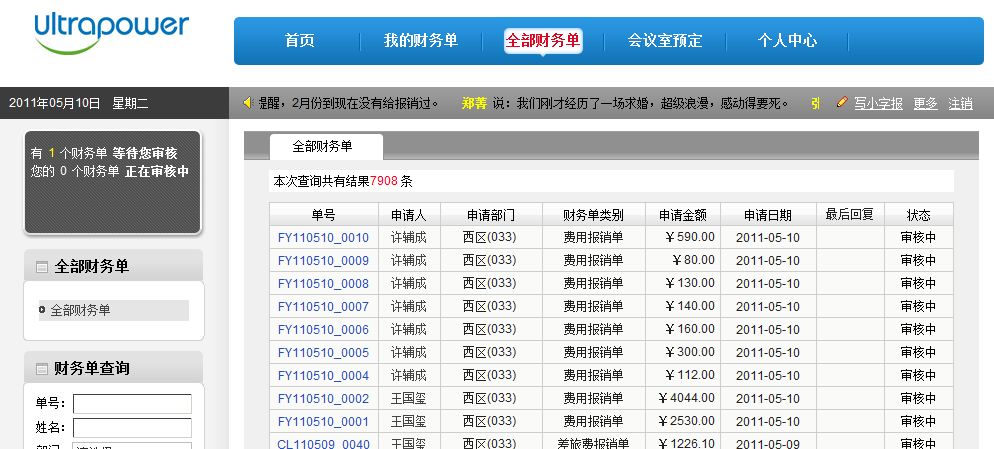 Ultrapower
首页 我的财务单 全部财务单 会议室预定 个人中心
2011年05月10日 星期二 提醒，2月份到现在没有给报销过。 郑菁 说：我们刚才经历了一场求婚，超级浪漫，感动得要死。 写小字报 更多 注销
有 1 个财务单 等待您审核
您的 0 个财务单 正在审核中
全部财务单
全部财务单
财务单查询
单号：
姓名：
全部财务单
本次查询共有结果7908 条
单号 申请人 申请部门 财务单类别 申请金额 申请日期 最后回复 状态
FY110510_0010 许辅成 西区(033) 费用报销单 ￥590.00 2011-05-10 审核中
FY110510_0009 许辅成 西区(033) 费用报销单 ￥80.00 2011-05-10 审核中
FY110510_0008 许辅成 西区(033) 费用报销单 ￥130.00 2011-05-10 审核中
FY110510_0007 许辅成 西区(033) 费用报销单 ￥140.00 2011-05-10 审核中
FY110510_0006 许辅成 西区(033) 费用报销单 ￥160.00 2011-05-10 审核中
FY110510_0005 许辅成 西区(033) 费用报销单 ￥300.00 2011-05-10 审核中
FY110510_0004 许辅成 西区(033) 费用报销单 ￥112.00 2011-05-10 审核中
FY110510_0002 王国玺 西区(033) 费用报销单 ￥4044.00 2011-05-10 审核中
FY110510_0001 王国玺 西区(033) 费用报销单 ￥2530.00 2011-05-10 审核中
CL110509_0040 王国玺 西区(033) 差旅费报销单 ￥1226.10 2011-05-09 审核中